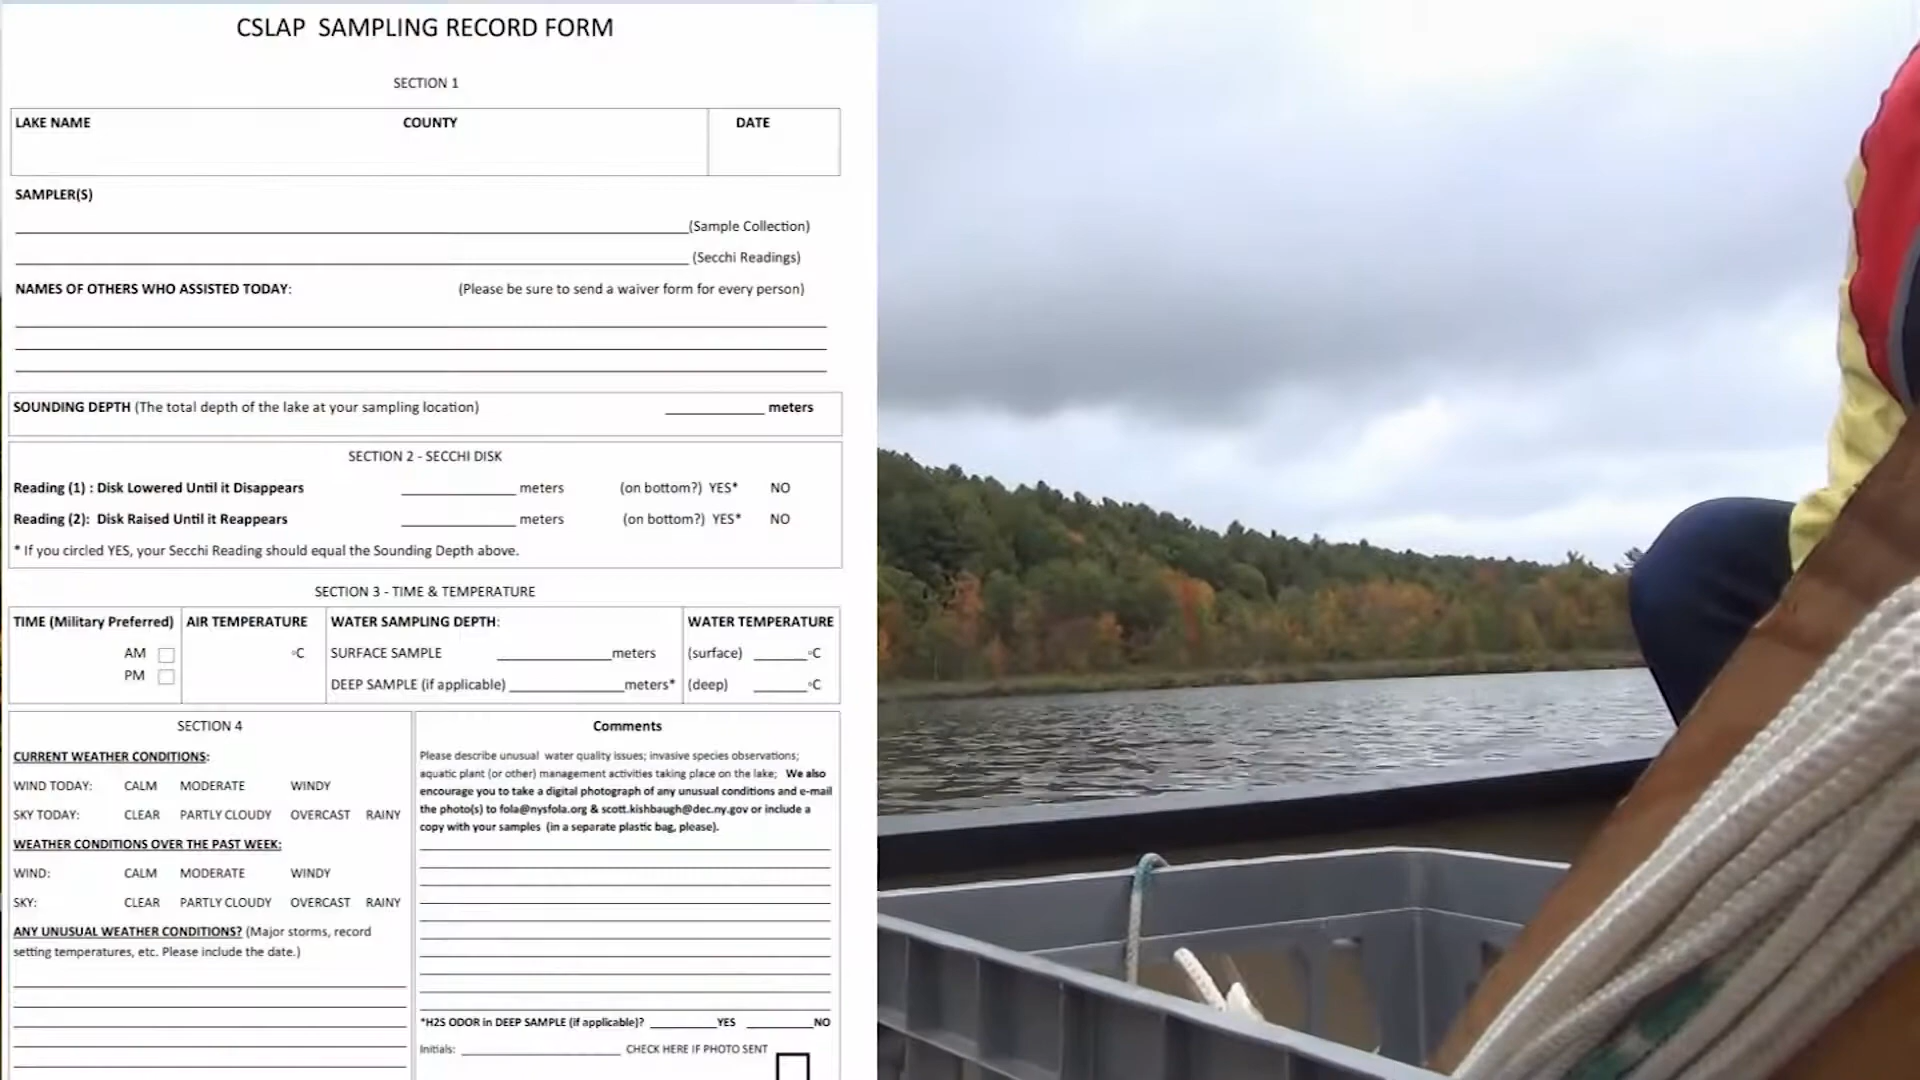 CSLAP SAMPLING RECORD FORM
SECTION 1
LAKE NAME COUNTY DATE
SAMPLER(S)
(Sample Collection)
(Secchi Readings)
NAMES OF OTHERS WHO ASSISTED TODAY: (Please be sure to send a waiver form for every person)
SOUNDING DEPTH (The total depth of the lake at your sampling location) meters
SECTION 2 - SECCHI DISK
Reading (1) : Disk Lowered Until it Disappears meters (on bottom?) YES* NO
Reading (2): Disk Raised Until it Reappears meters (on bottom?) YES* NO
* If you circled YES, your Secchi Reading should equal the Sounding Depth above.
SECTION 3 - TIME & TEMPERATURE
TIME (Military Preferred) AIR TEMPERATURE WATER SAMPLING DEPTH: WATER TEMPERATURE
AM °C SURFACE SAMPLE meters (surface) °C
PM DEEP SAMPLE (if applicable) meters* (deep) °C
SECTION 4
CURRENT WEATHER CONDITIONS:
WIND TODAY: CALM MODERATE WINDY
SKY TODAY: CLEAR PARTLY CLOUDY OVERCAST RAINY
WEATHER CONDITIONS OVER THE PAST WEEK:
WIND: CALM MODERATE WINDY
SKY: CLEAR PARTLY CLOUDY OVERCAST RAINY
ANY UNUSUAL WEATHER CONDITIONS? (Major storms, record
setting temperatures, etc. Please include the date.)
Comments
Please describe unusual water quality issues; invasive species observations;
aquatic plant (or other) management activities taking place on the lake; We also
encourage you to take a digital photograph of any unusual conditions and e-mail
the photo(s) to fola@nysfola.org & scott.kishbaugh@dec.ny.gov or include a
copy with your samples (in a separate plastic bag, please).
*H2S ODOR in DEEP SAMPLE (if applicable)? YES NO
Initials: CHECK HERE IF PHOTO SENT